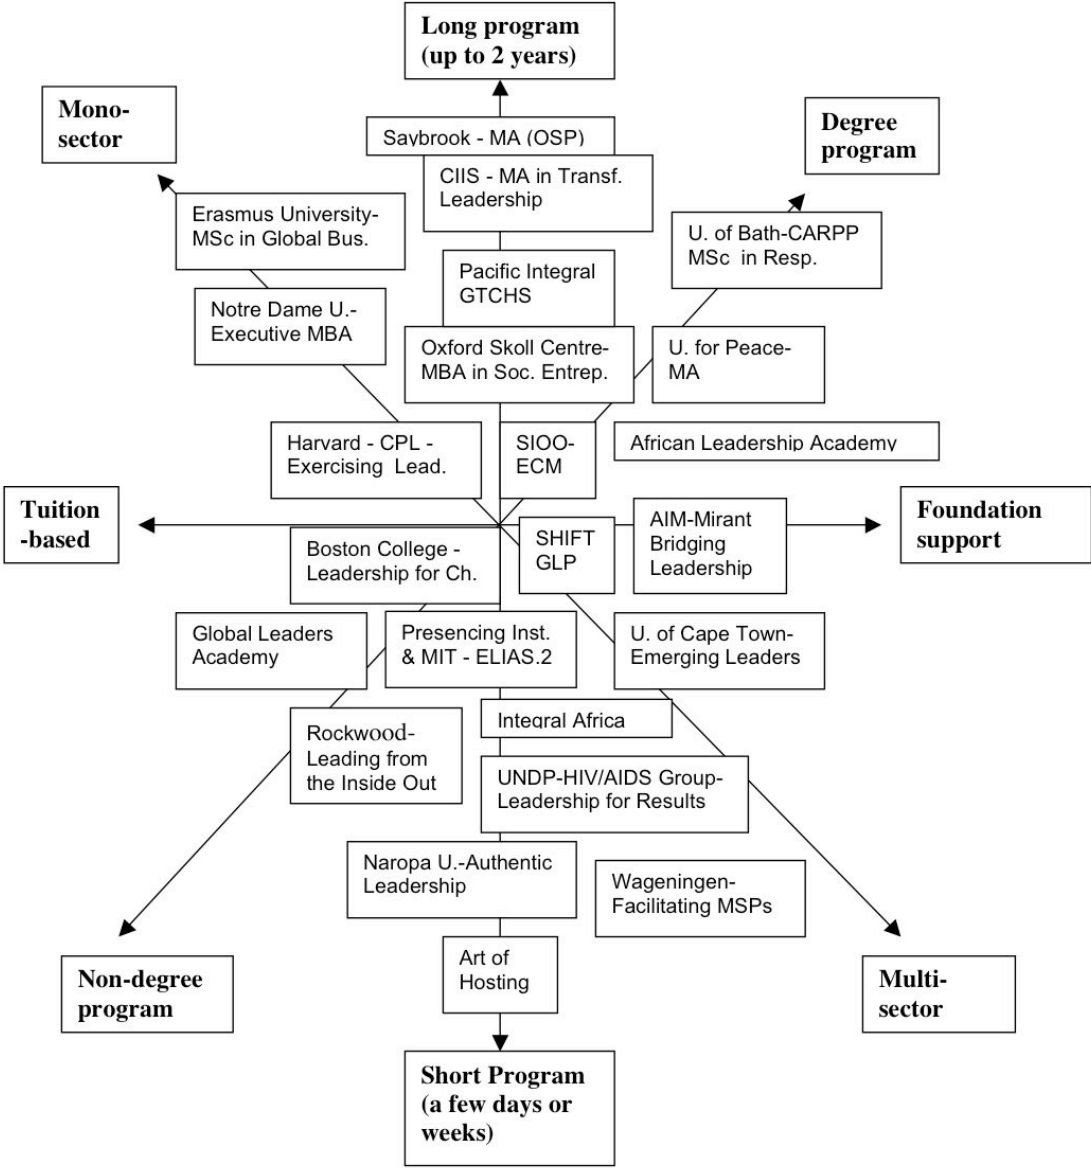 Long program
(up to 2 years)
Mono-
sector
Degree
program
Saybrook - MA (OSP)
CIIS - MA in Transf.
Leadership
Erasmus University-
MSc in Global Bus.
U. of Bath-CARPP
MSc in Resp.
Pacific Integral
GTCHS
Notre Dame U.-
Executive MBA
Oxford Skoll Centre-
MBA in Soc. Entrep.
U. for Peace-
MA
Harvard - CPL -
Exercising Lead.
SIOO-
ECM
African Leadership Academy
Tuition
-based
Foundation
support
AIM-Mirant
Bridging
Leadership
SHIFT
GLP
Boston College -
Leadership for Ch.
Global Leaders
Academy
Presencing Inst.
& MIT - ELIAS.2
U. of Cape Town-
Emerging Leaders
Integral Africa
Rockwood-
Leading from
the Inside Out
UNDP-HIV/AIDS Group-
Leadership for Results
Naropa U.-Authentic
Leadership
Wageningen-
Facilitating MSPs
Art of
Hosting
Non-degree
program
Multi-
sector
Short Program
(a few days or
weeks)